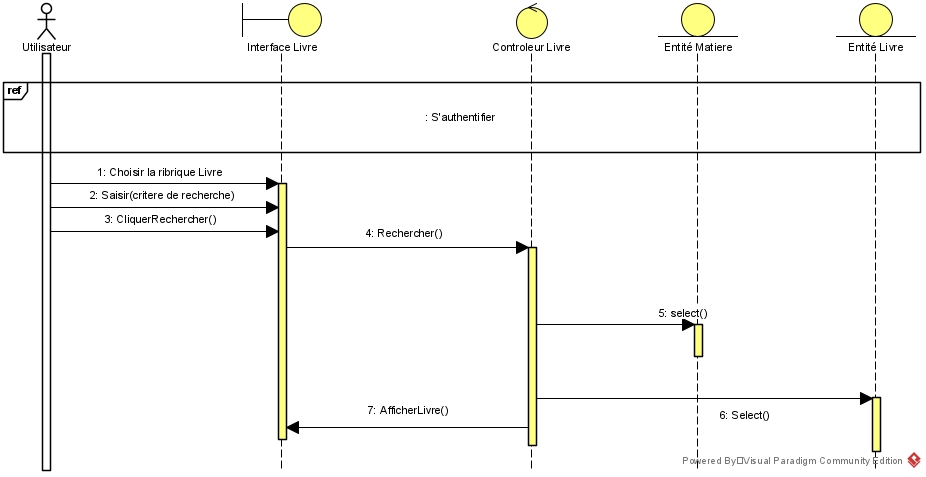 Utilisateur
Interface Livre
Controleur Livre
Entité Matiere
Entité Livre
ref
: S'authentifier
1: Choisir la ribrique Livre
2: Saisir(critere de recherche)
3: CliquerRechercher()
4: Rechercher()
5: select()
7: AfficherLivre()
6: Select()
Powered By Visual Paradigm Community Edition